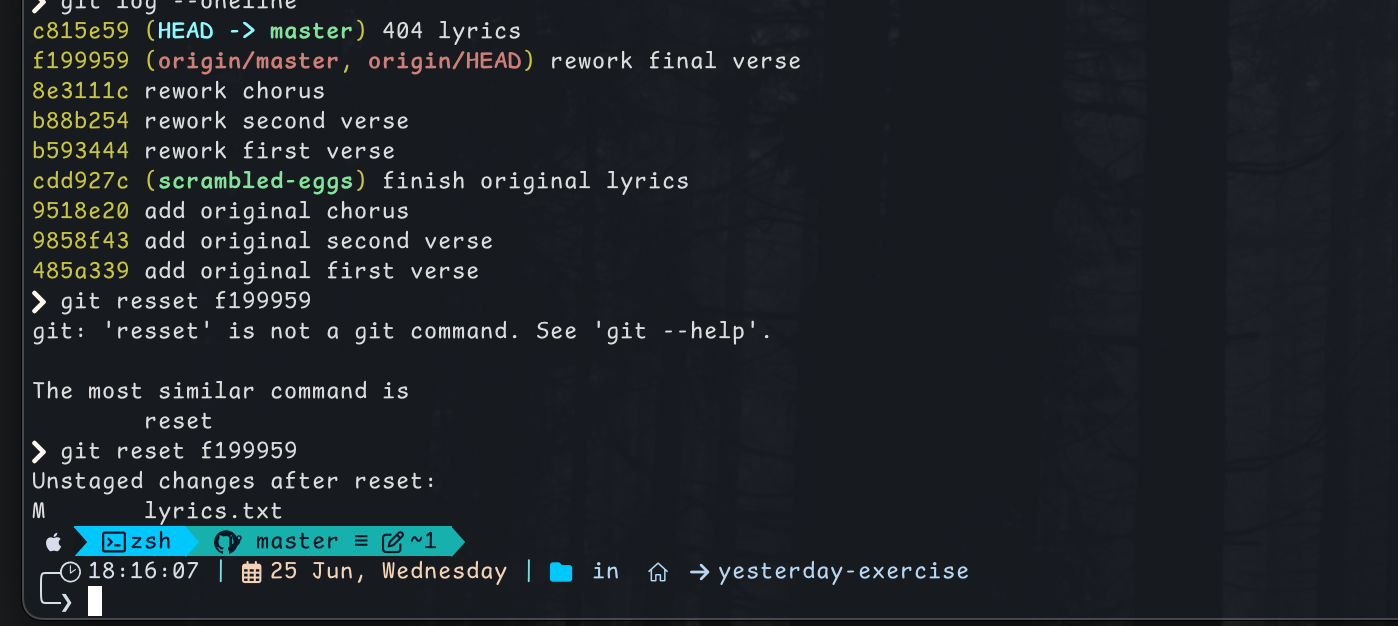 ❯ git log --oneline
c815e59 (HEAD -> master) 404 lyrics
f199959 (origin/master, origin/HEAD) rework final verse
8e3111c rework chorus
b88b254 rework second verse
b593444 rework first verse
cdd927c (scrambled-eggs) finish original lyrics
9518e20 add original chorus
9858f43 add original second verse
485a339 add original first verse
❯ git resset f199959
git: 'resset' is not a git command. See 'git --help'.
The most similar command is
reset
❯ git reset f199959
Unstaged changes after reset:
M lyrics.txt
zsh master ≡ ~1
18:16:07 | 25 Jun, Wednesday | in → yesterday-exercise
❯